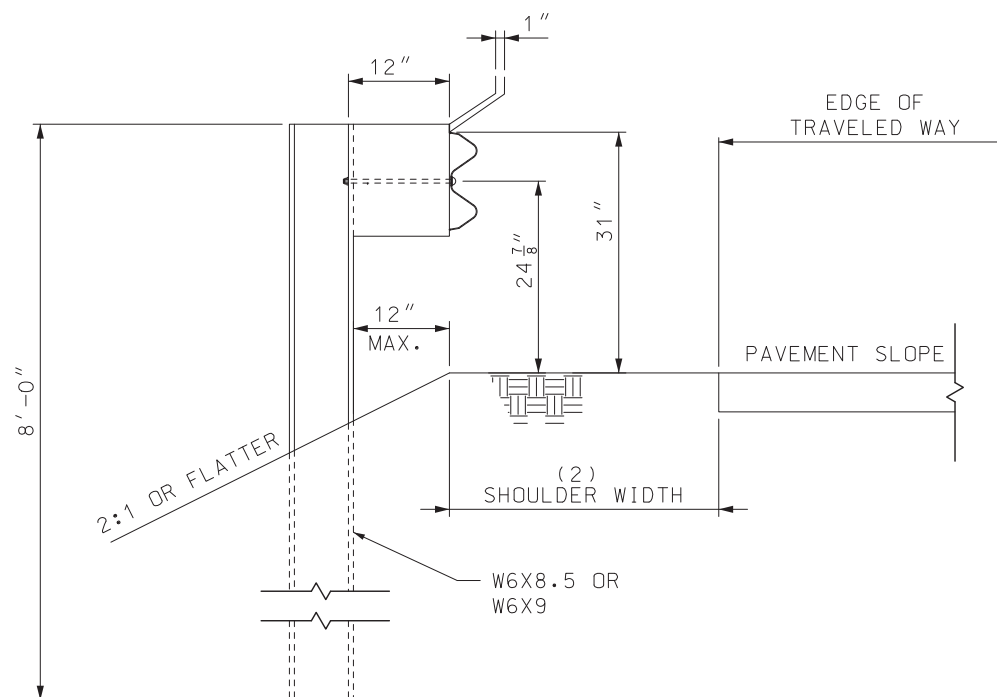 1"
12"
EDGE OF
TRAVELED WAY
31"
24 7/8"
12"
MAX.
PAVEMENT SLOPE
8'-0"
2:1 OR FLATTER
(2)
SHOULDER WIDTH
W6X8.5 OR
W6X9